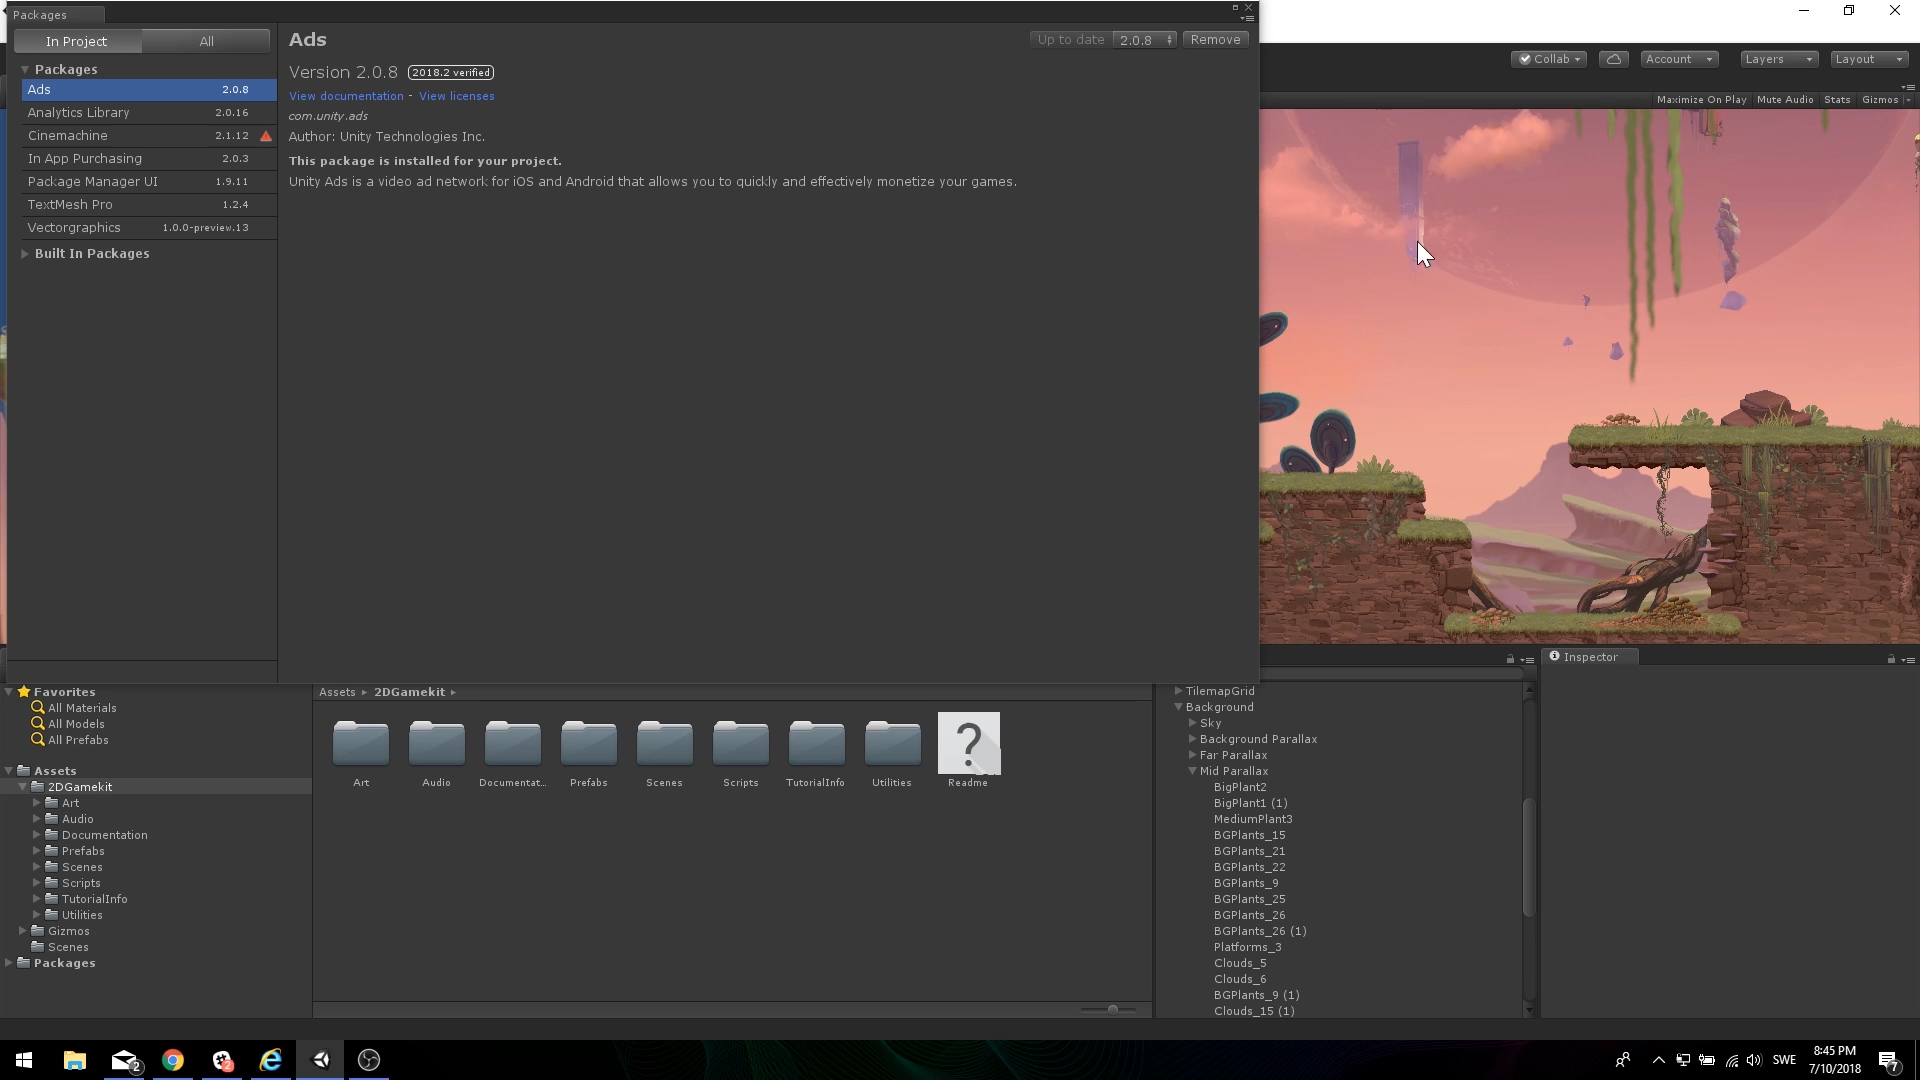 Packages
In Project
All
Packages
Ads 2.0.8
Analytics Library 2.0.16
Cinemachine 2.1.12
In App Purchasing 2.0.3
Package Manager UI 1.9.11
TextMesh Pro 1.2.4
Vectorgraphics 1.0.0-preview.13
Built In Packages
Ads
Up to date 2.0.8 Remove
Version 2.0.8 2018.2 verified
View documentation - View licenses
com.unity.ads
Author: Unity Technologies Inc.
This package is installed for your project.
Unity Ads is a video ad network for iOS and Android that allows you to quickly and effectively monetize your games.
Collab Account Layers Layout
Maximize On Play Mute Audio Stats Gizmos
Favorites
All Materials
All Models
All Prefabs
Assets
2DGamekit
Art
Audio
Documentation
Prefabs
Scenes
Scripts
TutorialInfo
Utilities
Gizmos
Scenes
Packages
Assets 2DGamekit
Art Audio Documentat... Prefabs Scenes Scripts TutorialInfo Utilities Readme
TilemapGrid
Background
Sky
Background Parallax
Far Parallax
Mid Parallax
BigPlant2
BigPlant1 (1)
MediumPlant3
BGPlants_15
BGPlants_21
BGPlants_22
BGPlants_9
BGPlants_25
BGPlants_26
BGPlants_26 (1)
Platforms_3
Clouds_5
Clouds_6
BGPlants_9 (1)
Clouds_15 (1)
Inspector
2
2
SWE
8:45 PM
7/10/2018
7